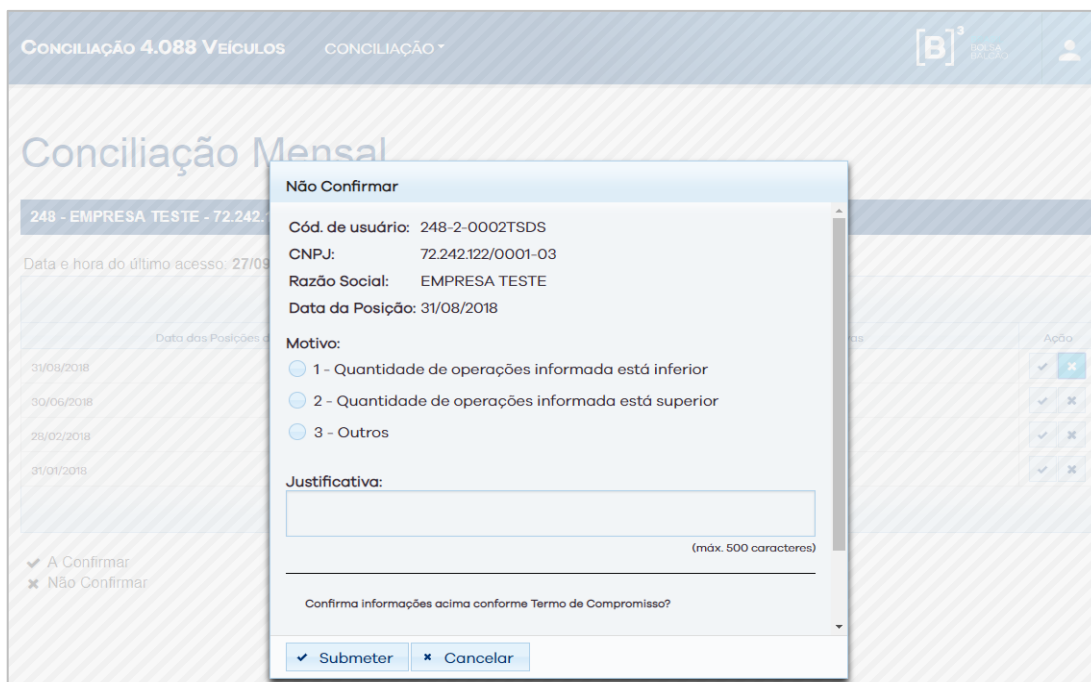 CONCILIAÇÃO 4.088 VEÍCULOS CONCILIAÇÃO
[B]³ BOLSA BALCÃO
Conciliação Mensal
248 - EMPRESA TESTE - 72.242.1
Data e hora do último acesso: 27/09
Data das Posições d
vas
Ação
31/08/2018
30/06/2018
28/02/2018
31/01/2018
A Confirmar
Não Confirmar
Não Confirmar
Cód. de usuário: 248-2-0002TSDS
CNPJ: 72.242.122/0001-03
Razão Social: EMPRESA TESTE
Data da Posição: 31/08/2018
Motivo:
1 - Quantidade de operações informada está inferior
2 - Quantidade de operações informada está superior
3 - Outros
Justificativa:
(máx. 500 caracteres)
Confirma informações acima conforme Termo de Compromisso?
Submeter Cancelar